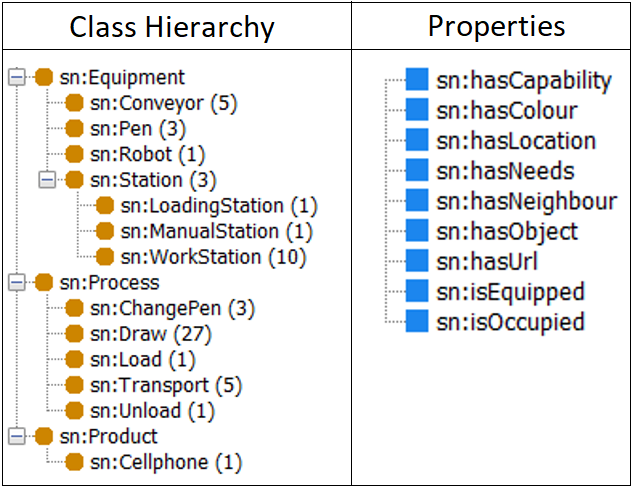 Class Hierarchy
sn:Equipment
sn:Conveyor (5)
sn:Pen (3)
sn:Robot (1)
sn:Station (3)
sn:LoadingStation (1)
sn:ManualStation (1)
sn:WorkStation (10)
sn:Process
sn:ChangePen (3)
sn:Draw (27)
sn:Load (1)
sn:Transport (5)
sn:Unload (1)
sn:Product
sn:Cellphone (1)
Properties
sn:hasCapability
sn:hasColour
sn:hasLocation
sn:hasNeeds
sn:hasNeighbour
sn:hasObject
sn:hasUrl
sn:isEquipped
sn:isOccupied